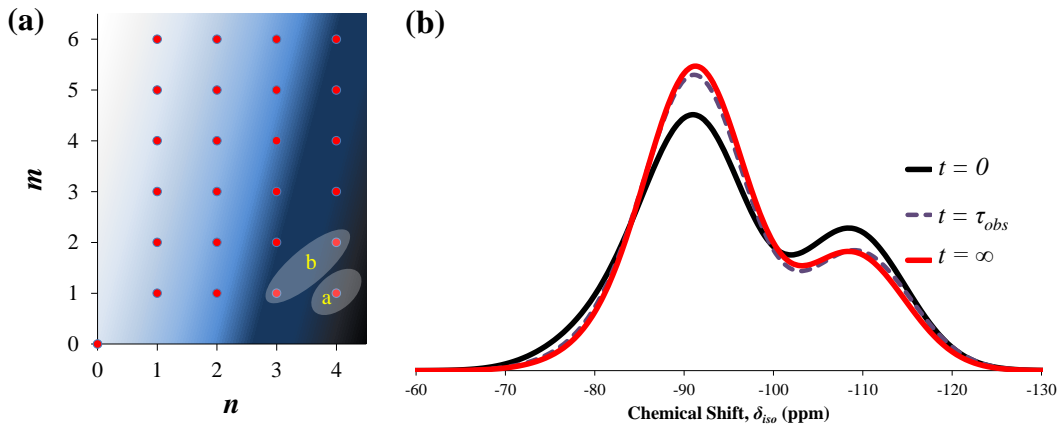 (a)
6
5
4
3
2
1
0
m
b
a
0 1 2 3 4
n
(b)
t = 0
t = τobs
t = ∞
-60 -70 -80 -90 -100 -110 -120 -130
Chemical Shift, δiso (ppm)